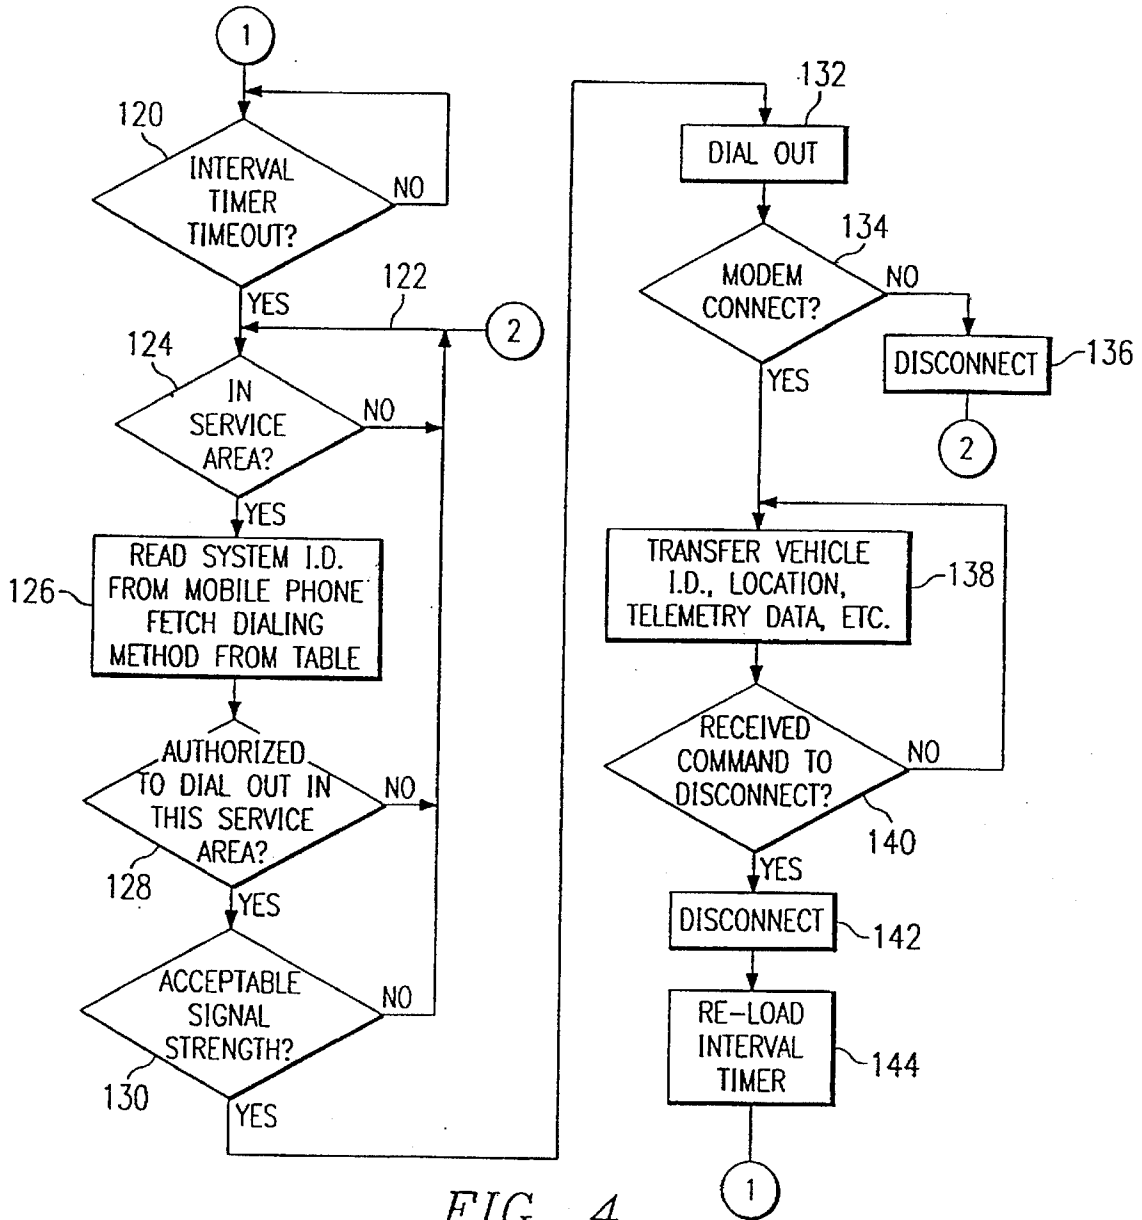 1
120
INTERVAL
TIMER
TIMEOUT?
NO
YES
122
2
124
IN
SERVICE
AREA?
NO
YES
126
READ SYSTEM I.D.
FROM MOBILE PHONE
FETCH DIALING
METHOD FROM TABLE
AUTHORIZED
TO DIAL OUT IN
THIS SERVICE
AREA?
NO
128
YES
ACCEPTABLE
SIGNAL
STRENGTH?
NO
130
YES
132
DIAL OUT
134
MODEM
CONNECT?
NO
YES
DISCONNECT
136
2
TRANSFER VEHICLE
I.D., LOCATION,
TELEMETRY DATA, ETC.
138
RECEIVED
COMMAND TO
DISCONNECT?
NO
140
YES
DISCONNECT
142
RE-LOAD
INTERVAL
TIMER
144
1
FIG. 4